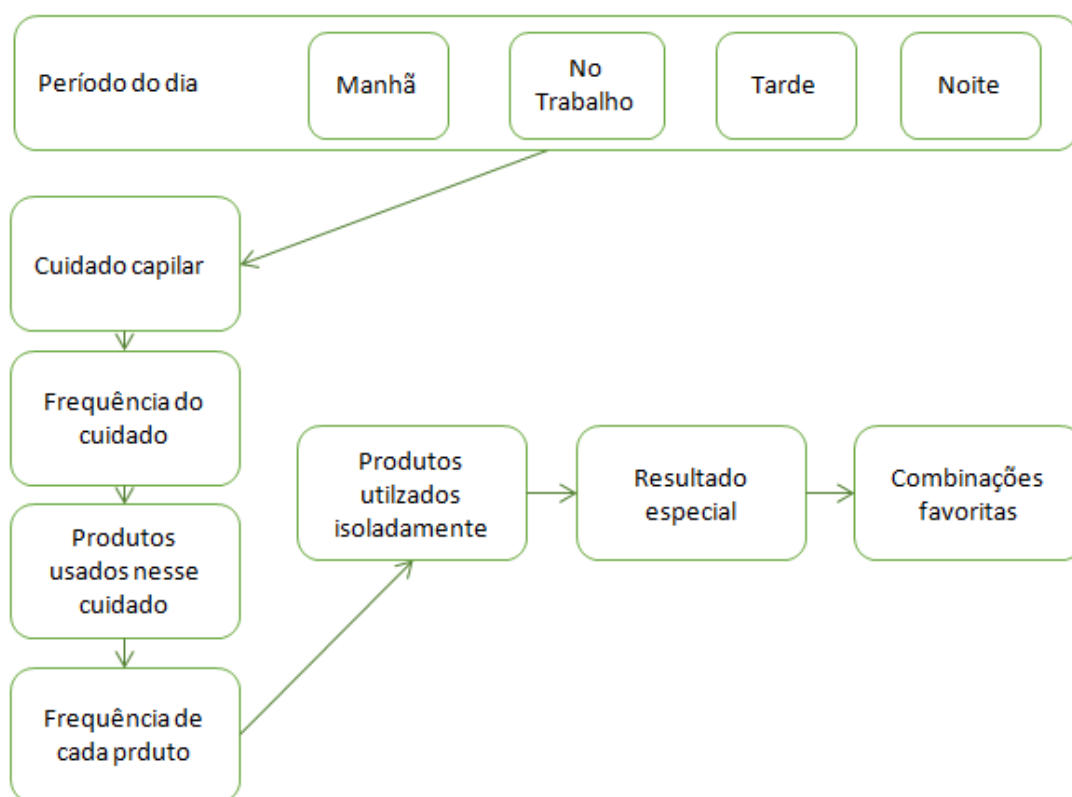 Período do dia
Manhã
No
Trabalho
Tarde
Noite
Cuidado capilar
Frequência do
cuidado
Produtos
usados nesse
cuidado
Frequência de
cada prduto
Produtos
utilzados
isoladamente
Resultado
especial
Combinações
favoritas